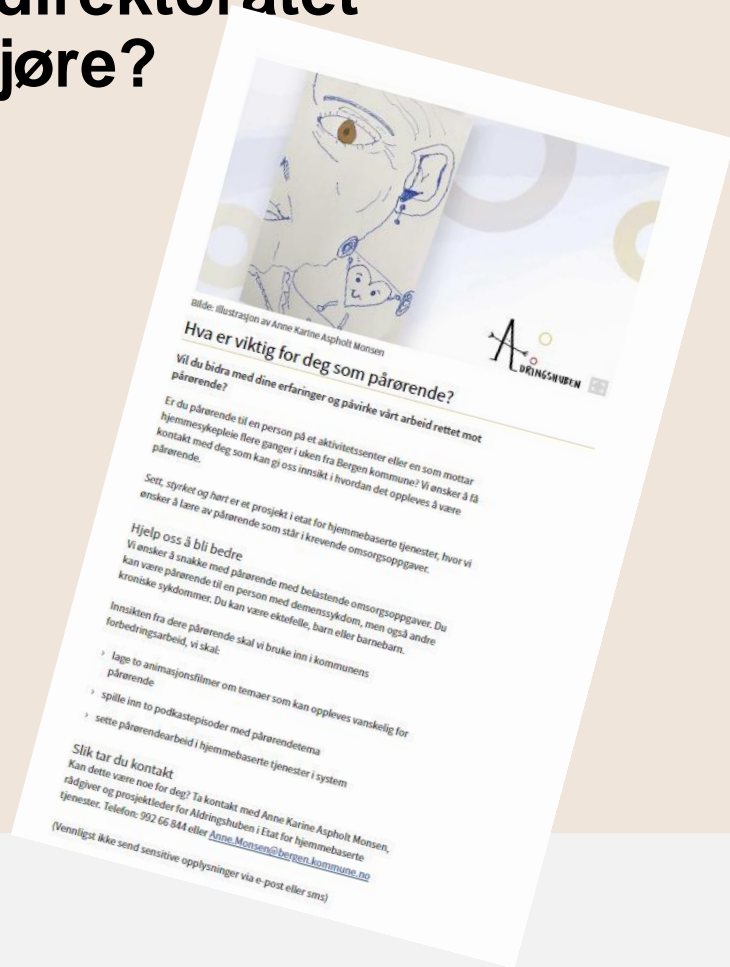 direktoratet
jøre?
Bilde: Illustrasjon av Anne Karine Aspholt Monsen
ADRINGSHUBEN
Hva er viktig for deg som pårørende?
Vil du bidra med dine erfaringer og påvirke vårt arbeid rettet mot
pårørende?
Er du pårørende til en person på et aktivitetssenter eller en som mottar
hjemmesykepleie flere ganger i uken fra Bergen kommune? Vi ønsker å få
kontakt med deg som kan gi oss innsikt i hvordan det oppleves å være
pårørende.
Sett, styrket og hørt er et prosjekt i etat for hjemmebaserte tjenester, hvor vi
ønsker å lære av pårørende som står i krevende omsorgsoppgaver.
Hjelp oss å bli bedre
Vi ønsker å snakke med pårørende med belastende omsorgsoppgaver. Du
kan være pårørende til en person med demenssykdom, men også andre
kroniske sykdommer. Du kan være ektefelle, barn eller barnebarn.
Innsikten fra dere pårørende skal vi bruke inn i kommunens
forbedringsarbeid, vi skal:
› lage to animasjonsfilmer om temaer som kan oppleves vanskelig for
pårørende
› spille inn to podkastepisoder med pårørendetema
› sette pårørendearbeid i hjemmebaserte tjenester i system
Slik tar du kontakt
Kan dette være noe for deg? Ta kontakt med Anne Karine Aspholt Monsen,
rådgiver og prosjektleder for Aldringshuben i Etat for hjemmebaserte
tjenester. Telefon: 992 66 844 eller Anne.Monsen@bergen.kommune.no
(Vennligst ikke send sensitive opplysninger via e-post eller sms)